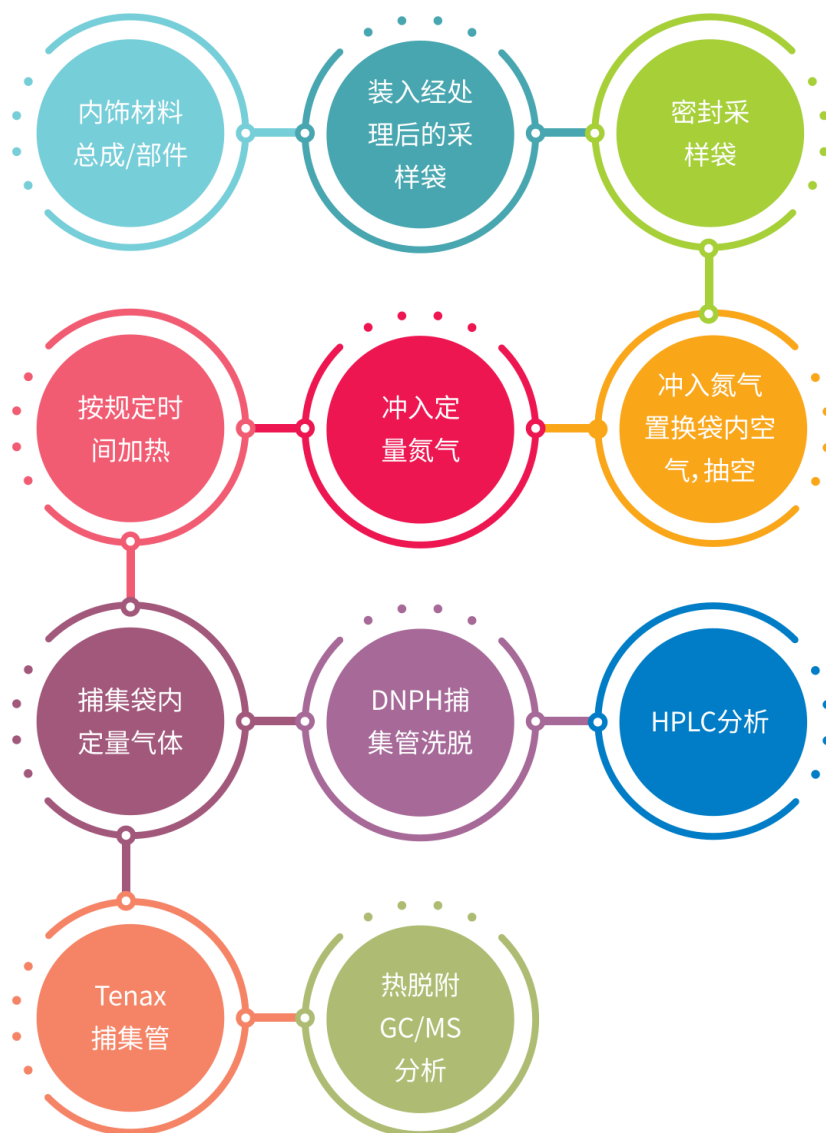 内饰材料
总成/部件
装入经处
理后的采
样袋
密封采
样袋
冲入氮气
置换袋内空
气，抽空
冲入定
量氮气
按规定时
间加热
捕集袋内
定量气体
DNPH捕
集管洗脱
HPLC分析
Tenax
捕集管
热脱附
GC/MS
分析